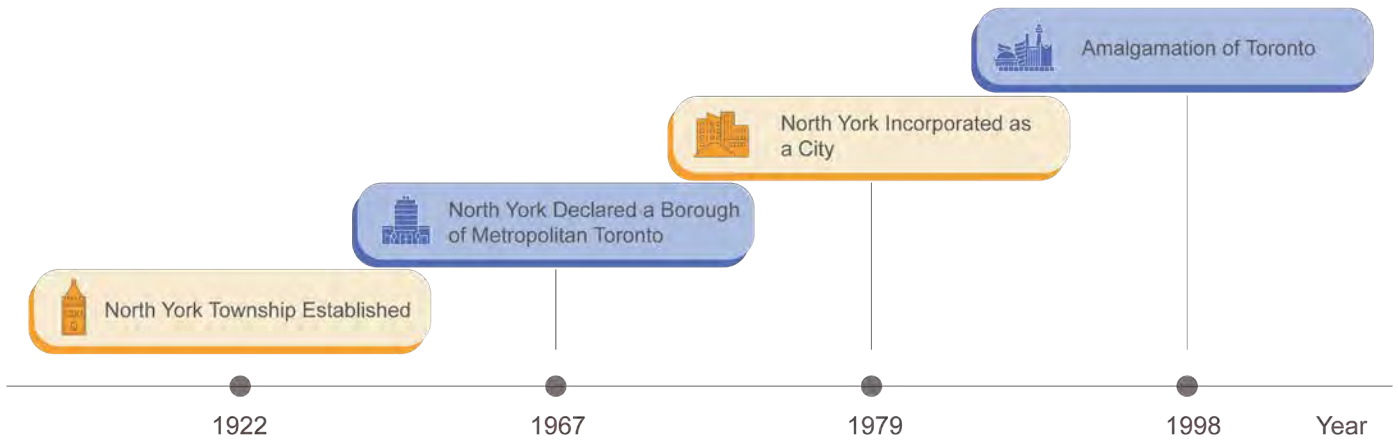 Amalgamation of Toronto
North York Incorporated as
a City
North York Declared a Borough
of Metropolitan Toronto
North York Township Established
1922
1967
1979
1998
Year